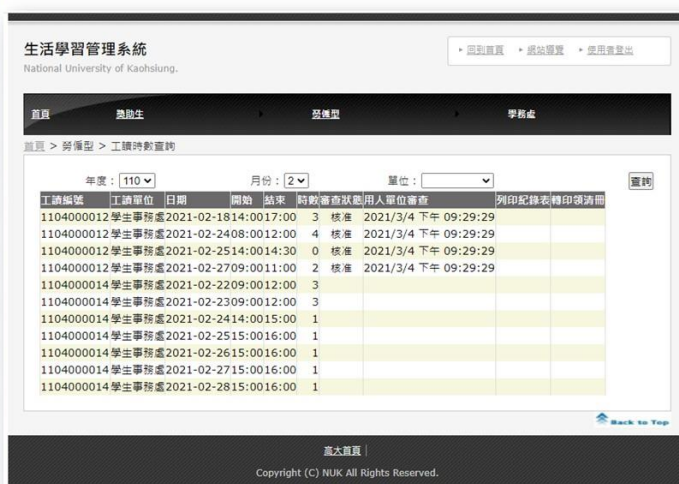 生活學習管理系統
National University of Kaohsiung.
回到首頁 網站導覽 使用者登出
首頁 獎助生 勞僱型 學務處
首頁 > 勞僱型 > 工讀時數查詢
年度：110 月份：2 單位： 查詢
工讀編號 工讀單位 日期 開始 結束 時數 審查狀態 用人單位審查 列印紀錄表 轉印領清冊
1104000012 學生事務處 2021-02-18 14:00 17:00 3 核准 2021/3/4 下午 09:29:29
1104000012 學生事務處 2021-02-24 08:00 12:00 4 核准 2021/3/4 下午 09:29:29
1104000012 學生事務處 2021-02-25 14:00 14:30 0 核准 2021/3/4 下午 09:29:29
1104000012 學生事務處 2021-02-27 09:00 11:00 2 核准 2021/3/4 下午 09:29:29
1104000014 學生事務處 2021-02-22 09:00 12:00 3
1104000014 學生事務處 2021-02-23 09:00 12:00 3
1104000014 學生事務處 2021-02-24 14:00 15:00 1
1104000014 學生事務處 2021-02-25 15:00 16:00 1
1104000014 學生事務處 2021-02-26 15:00 16:00 1
1104000014 學生事務處 2021-02-27 15:00 16:00 1
1104000014 學生事務處 2021-02-28 15:00 16:00 1
Back to Top
高大首頁
Copyright (C) NUK All Rights Reserved.